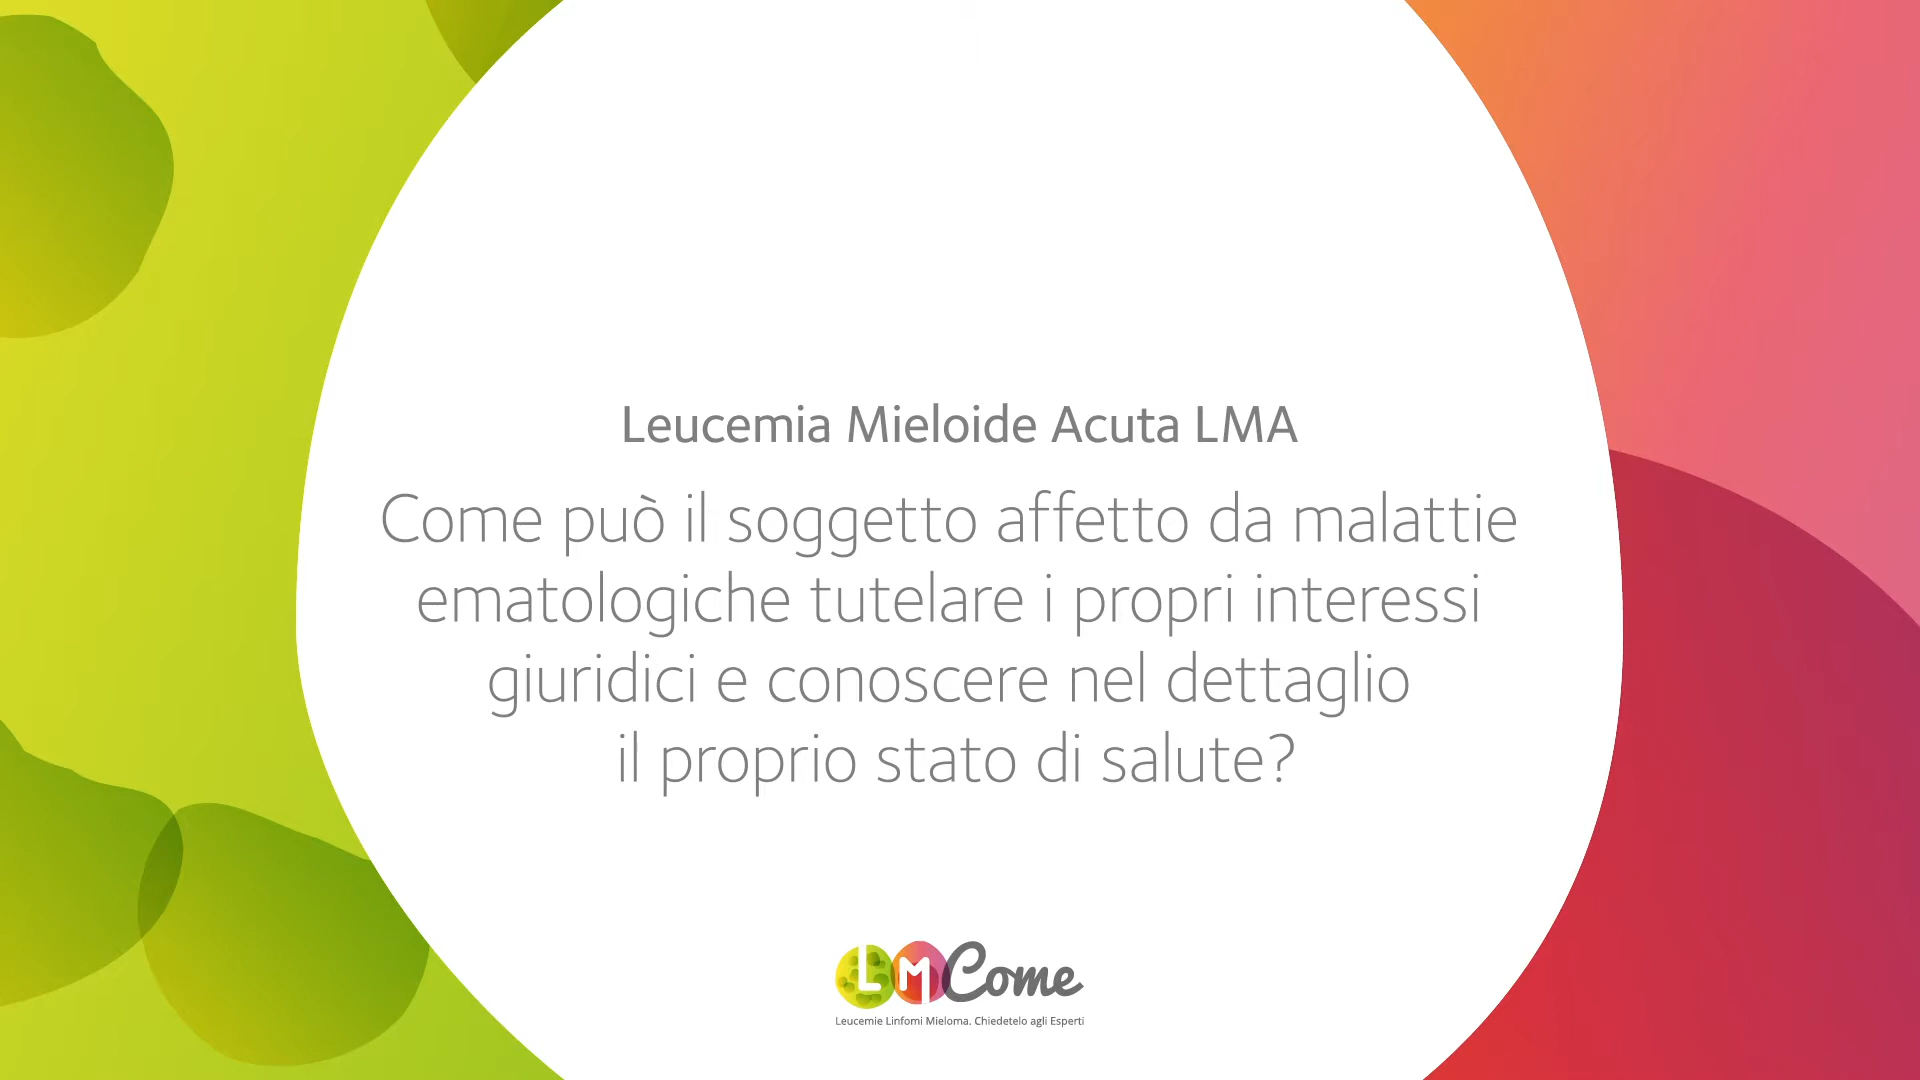 Leucemia Mieloide Acuta LMA
Come può il soggetto affetto da malattie
ematologiche tutelare i propri interessi
giuridici e conoscere nel dettaglio
il proprio stato di salute?
LMCome
Leucemie Linfomi Mieloma. Chiedetelo agli Esperti